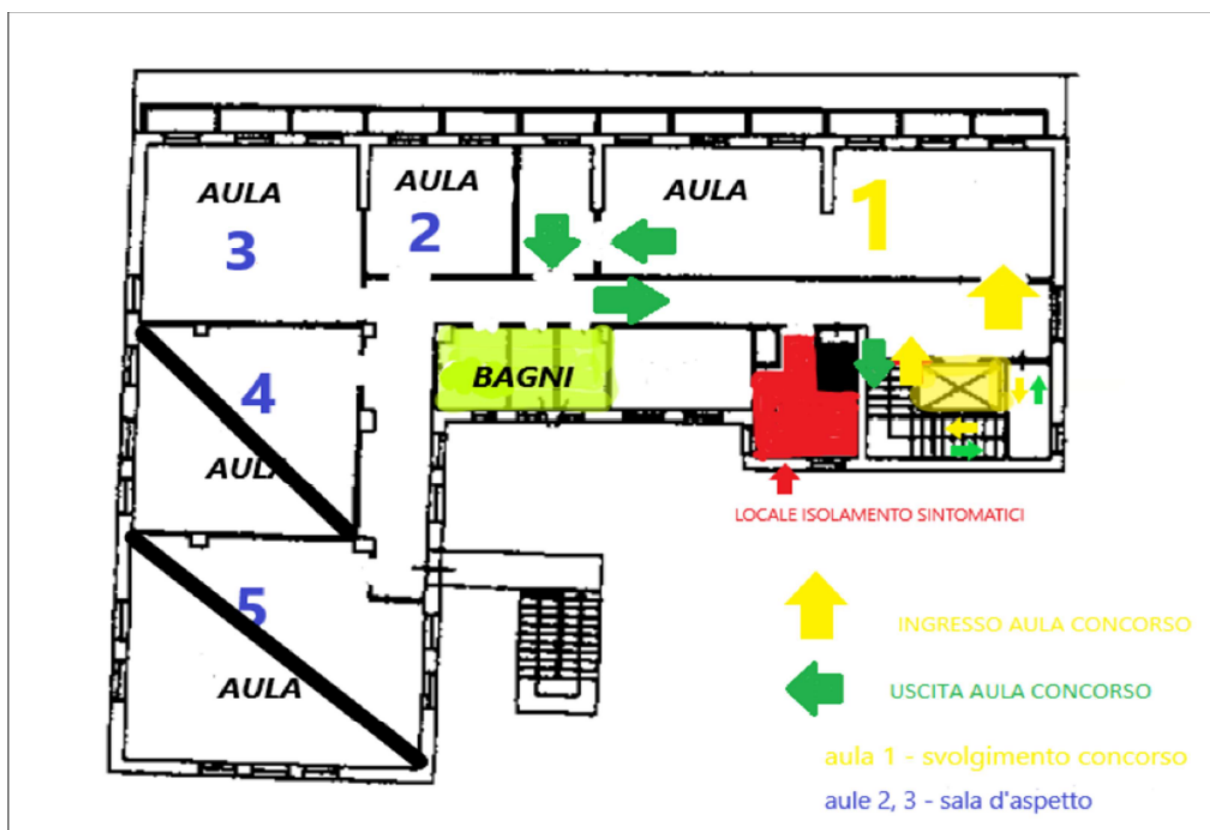 AULA
3
AULA
2
AULA
1
4
AULA
BAGNI
LOCALE ISOLAMENTO SINTOMATICI
5
AULA
INGRESSO AULA CONCORSO
USCITA AULA CONCORSO
aula 1 - svolgimento concorso
aule 2, 3 - sala d'aspetto